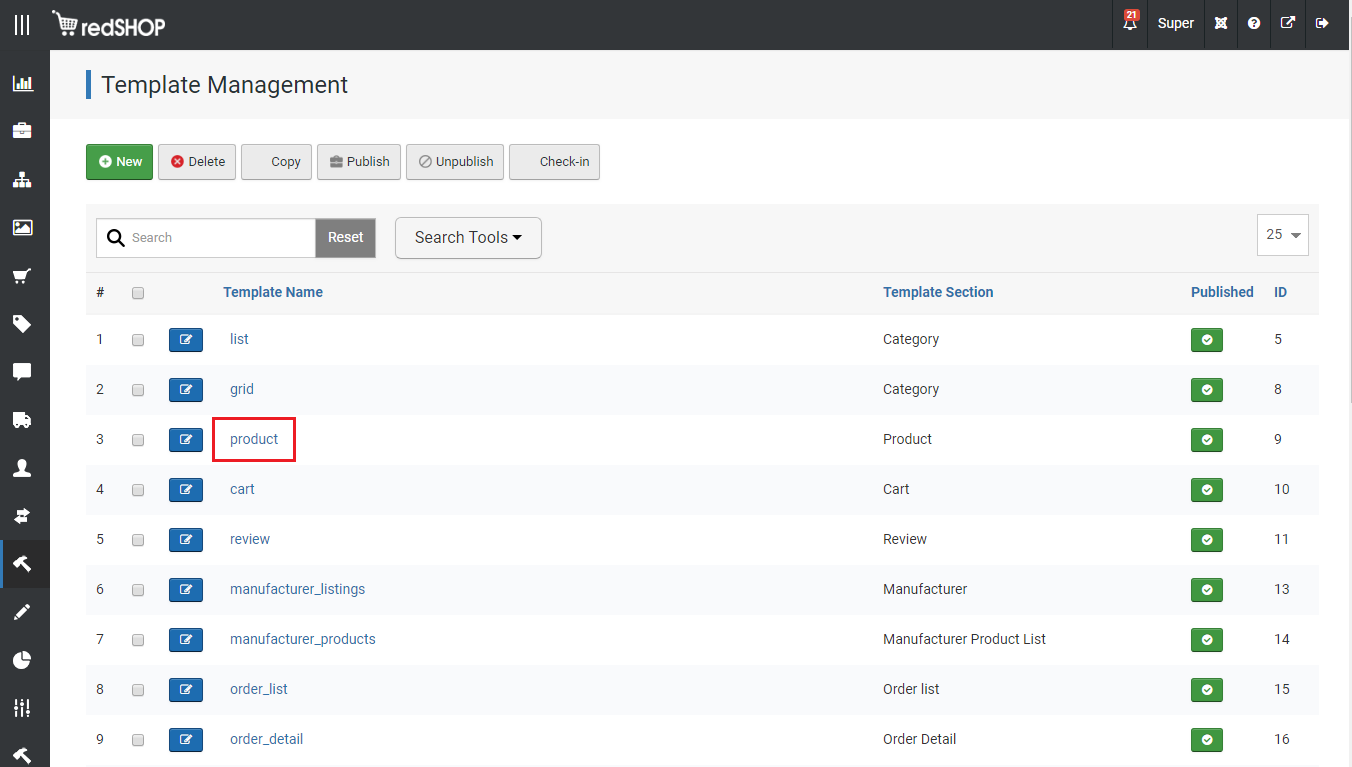 redSHOP 21 Super
Template Management
New Delete Copy Publish Unpublish Check-in
Search Reset Search Tools 25
# Template Name Template Section Published ID
1 list Category 5
2 grid Category 8
3 product Product 9
4 cart Cart 10
5 review Review 11
6 manufacturer_listings Manufacturer 13
7 manufacturer_products Manufacturer Product List 14
8 order_list Order list 15
9 order_detail Order Detail 16